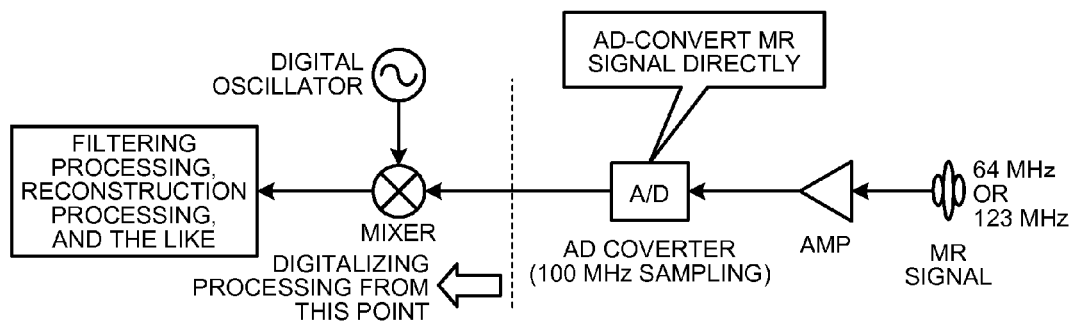 DIGITAL
OSCILLATOR
AD-CONVERT MR
SIGNAL DIRECTLY
FILTERING
PROCESSING,
RECONSTRUCTION
PROCESSING,
AND THE LIKE
MIXER
A/D
AD COVERTER
(100 MHz SAMPLING)
AMP
64 MHz
OR
123 MHz
MR
SIGNAL
DIGITALIZING
PROCESSING FROM
THIS POINT